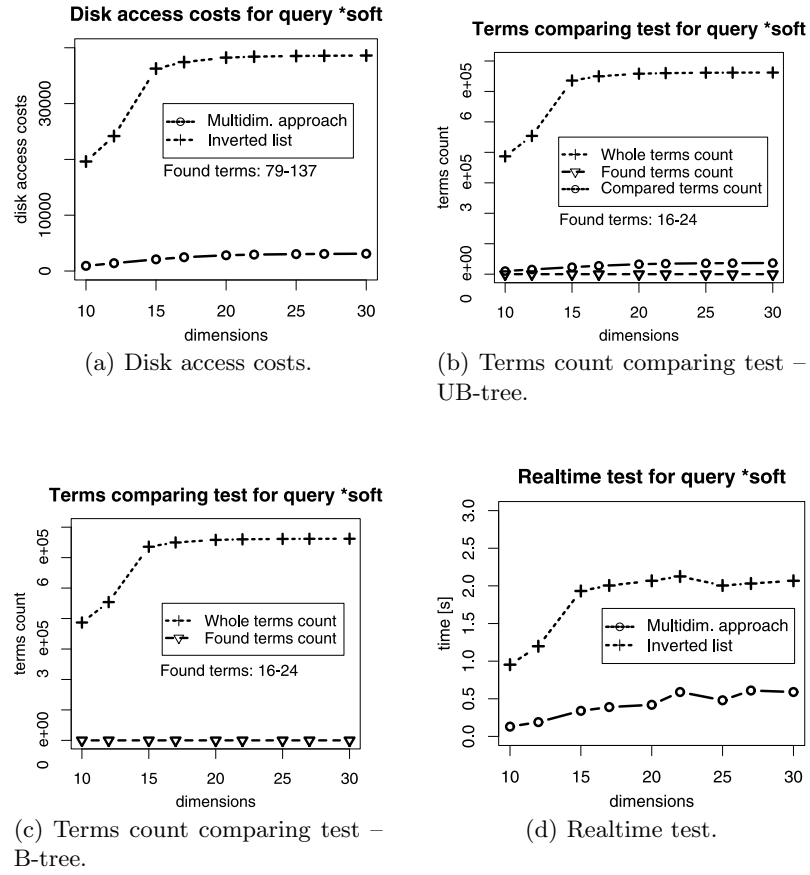 Disk access costs for query *soft
disk access costs
30000
10000
0
Multidim. approach
Inverted list
Found terms: 79-137
10 15 20 25 30
dimensions
(a) Disk access costs.
Terms comparing test for query *soft
terms count
6 e+05
3 e+05
0 e+00
Whole terms count
Found terms count
Compared terms count
Found terms: 16-24
10 15 20 25 30
dimensions
(b) Terms count comparing test –
UB-tree.
Terms comparing test for query *soft
terms count
6 e+05
3 e+05
0 e+00
Whole terms count
Found terms count
Found terms: 16-24
10 15 20 25 30
dimensions
(c) Terms count comparing test –
B-tree.
Realtime test for query *soft
time [s]
3.0
2.5
2.0
1.5
1.0
0.5
0.0
Multidim. approach
Inverted list
10 15 20 25 30
dimensions
(d) Realtime test.